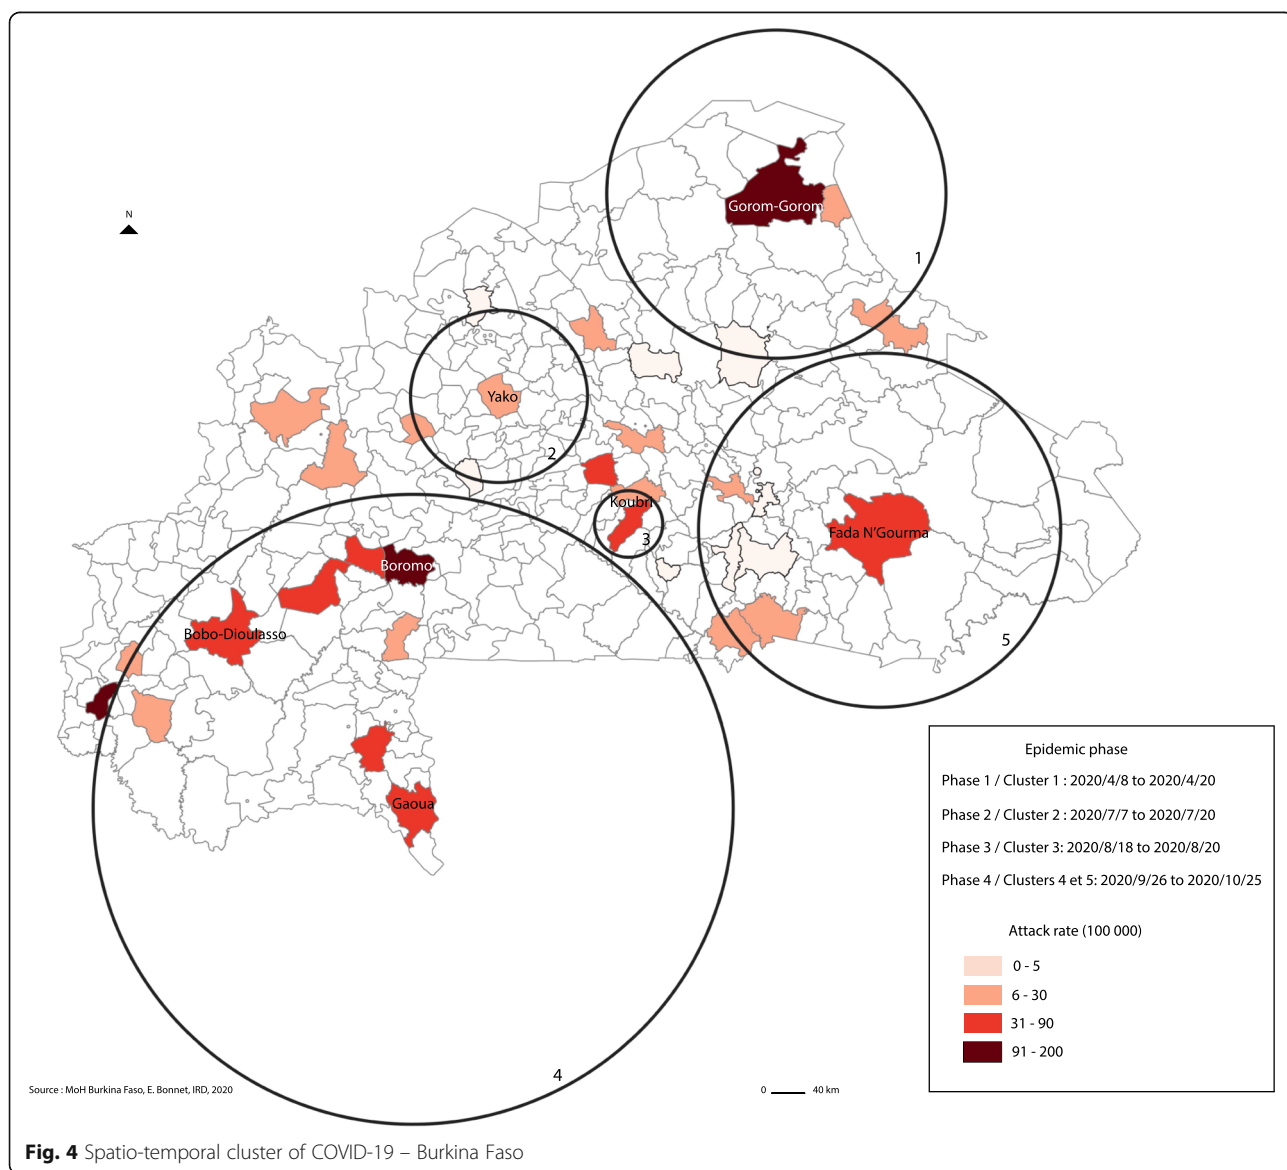 N
Gorom-Gorom
1
Yako
2
Koubri
3
Fada N'Gourma
5
Boromo
Bobo-Dioulasso
Gaoua
4
Epidemic phase
Phase 1 / Cluster 1 : 2020/4/8 to 2020/4/20
Phase 2 / Cluster 2 : 2020/7/7 to 2020/7/20
Phase 3 / Cluster 3: 2020/8/18 to 2020/8/20
Phase 4 / Clusters 4 et 5: 2020/9/26 to 2020/10/25
Attack rate (100 000)
0 - 5
6 - 30
31 - 90
91 - 200
Source : MoH Burkina Faso, E. Bonnet, IRD, 2020
0 40 km
Fig. 4 Spatio-temporal cluster of COVID-19 – Burkina Faso